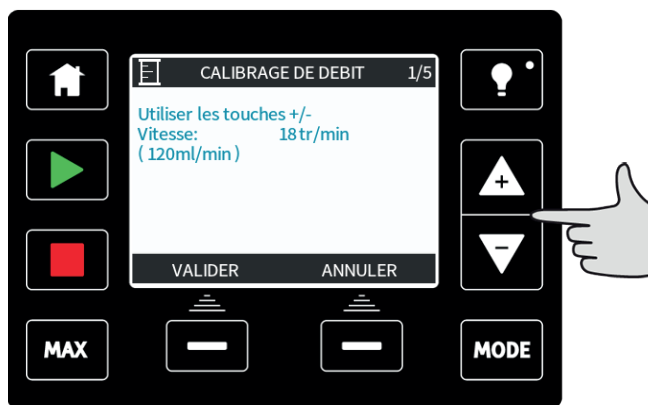 CALIBRAGE DE DEBIT 1/5
Utiliser les touches +/-
Vitesse: 18 tr/min
( 120ml/min )
+
-
VALIDER ANNULER
MAX
MODE